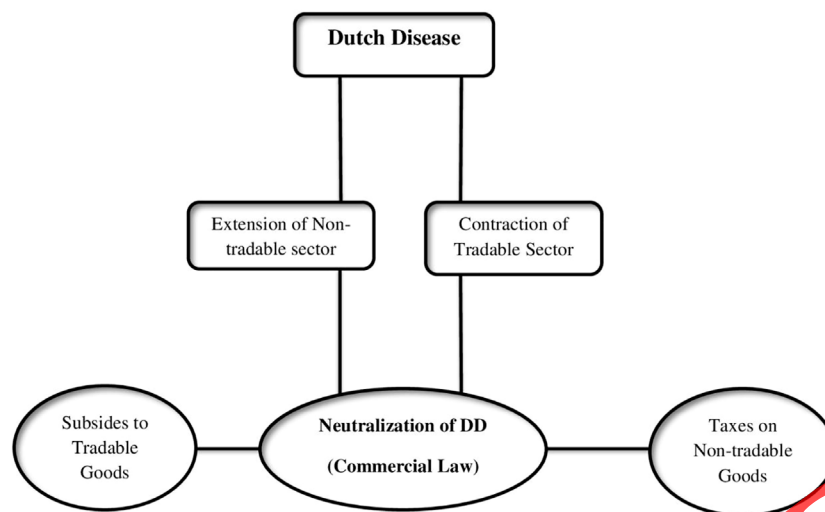 Dutch Disease
Extension of Non-
tradable sector
Contraction of
Tradable Sector
Subsides to
Tradable
Goods
Neutralization of DD
(Commercial Law)
Taxes on
Non-tradable
Goods